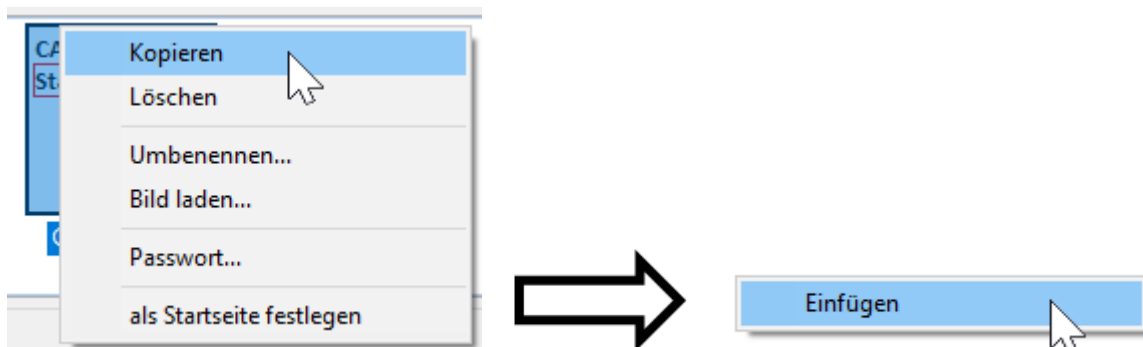 Kopieren
Löschen
Umbenennen...
Bild laden...
Passwort...
als Startseite festlegen
Einfügen